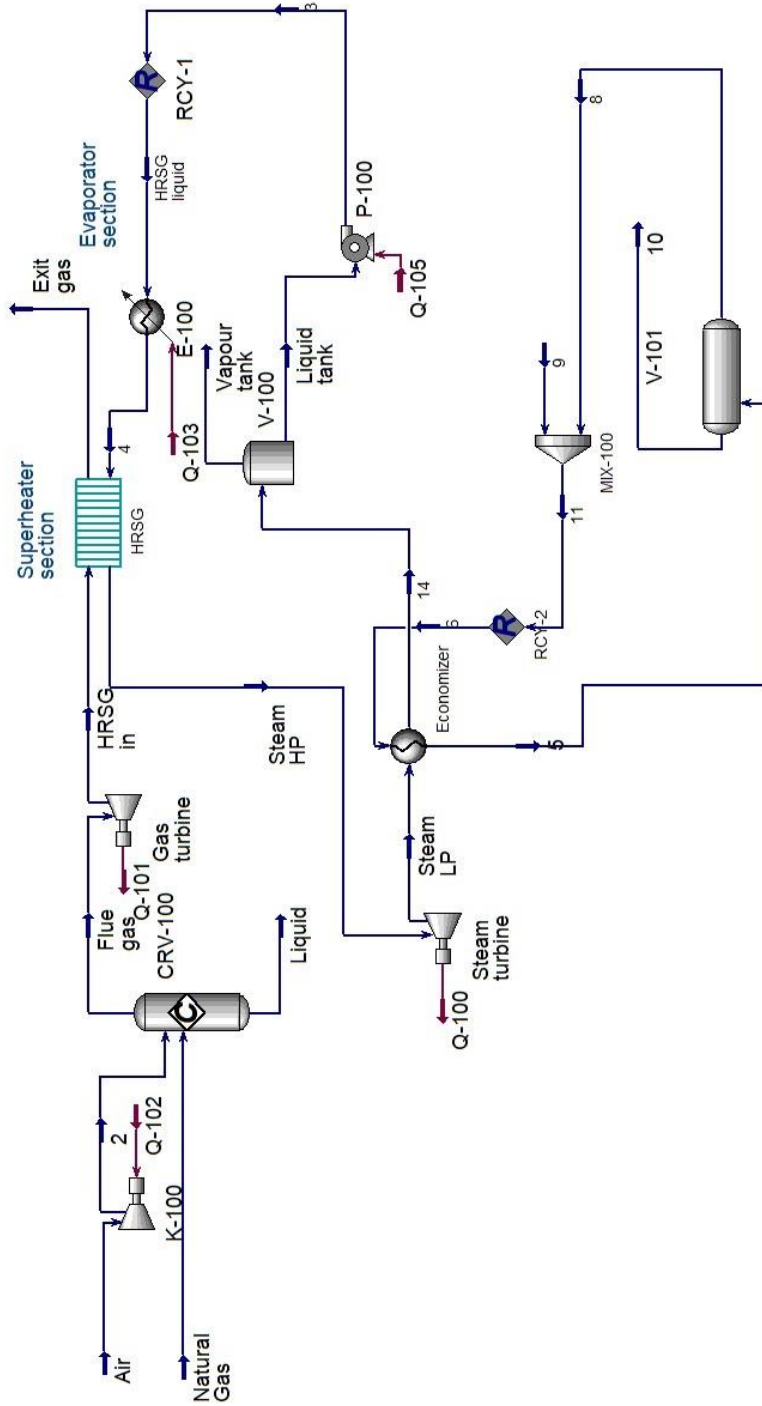 Superheater
section
Exit
gas
Evaporator
section
Air
Natural
Gas
2
Q-102
K-100
Flue
gas
Q-101
CRV-100
C
Liquid
Gas
turbine
HRSG
in
HRSG
4
Q-103
E-100
HRSG
liquid
R
RCY-1
3
Vapour
tank
V-100
Liquid
tank
P-100
Q-105
Steam
HP
Steam
LP
Q-100
Steam
turbine
Economizer
14
6
R
RCY-2
5
11
MIX-100
9
8
10
V-101